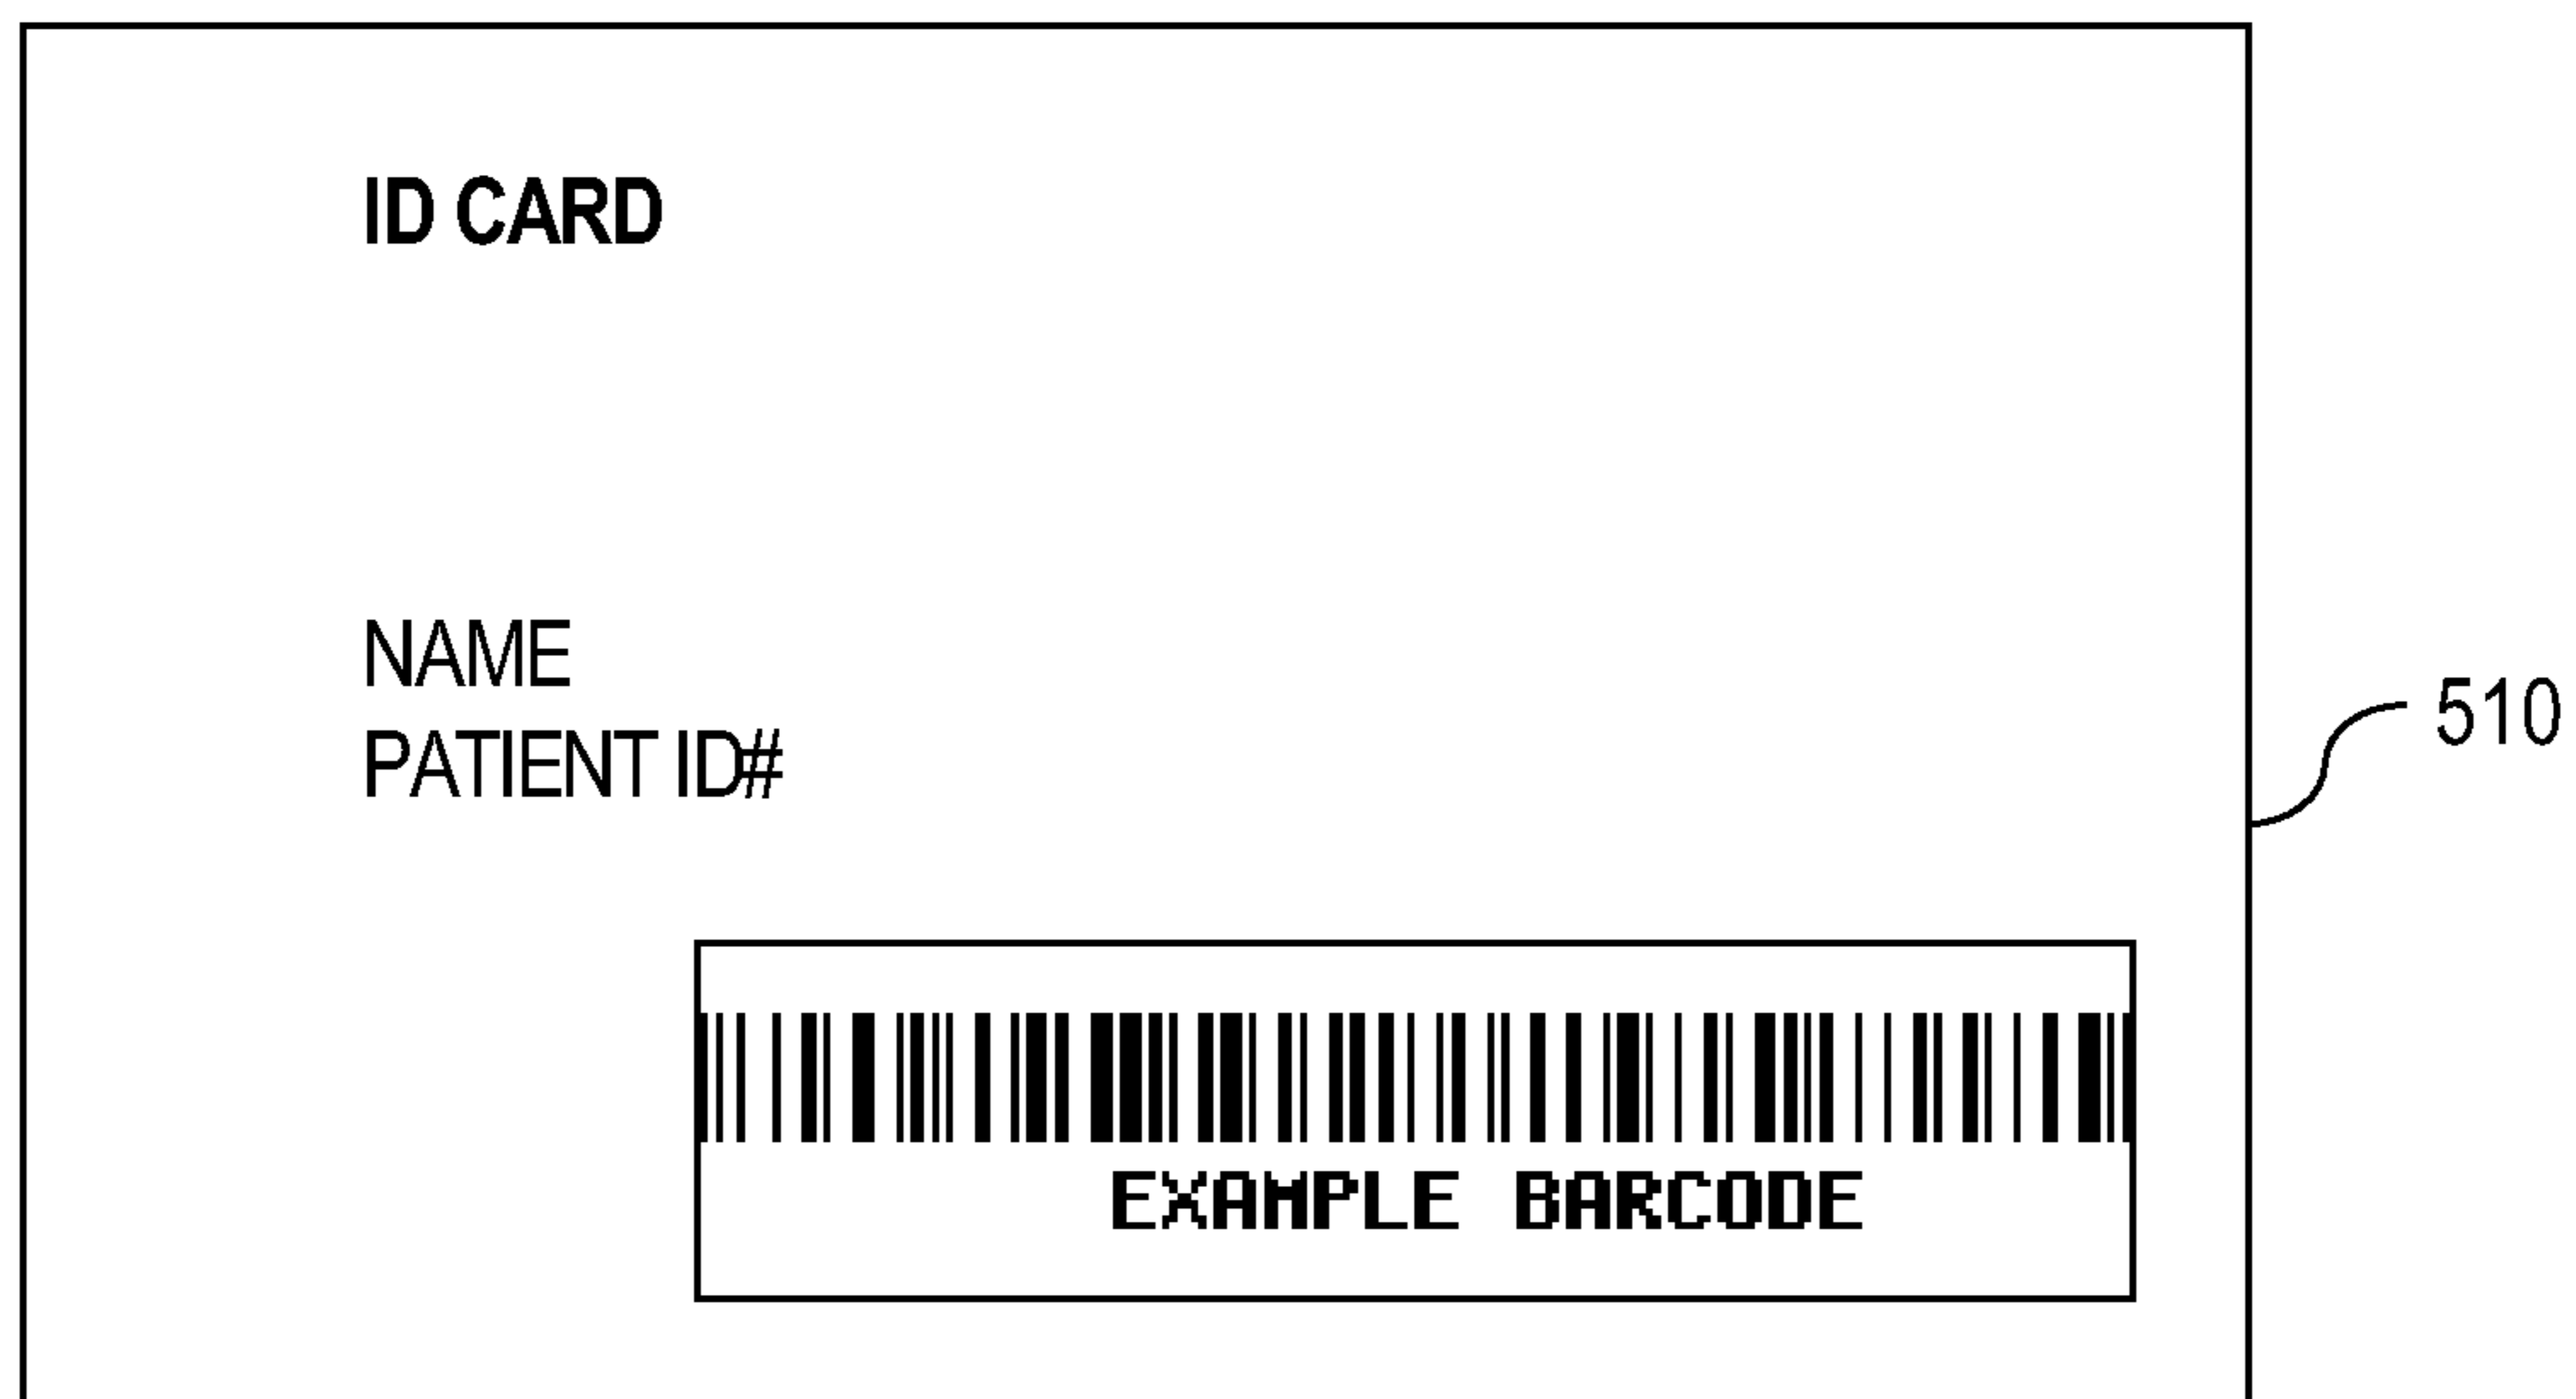 ID CARD
NAME
PATIENT ID#
510
EXAMPLE BARCODE